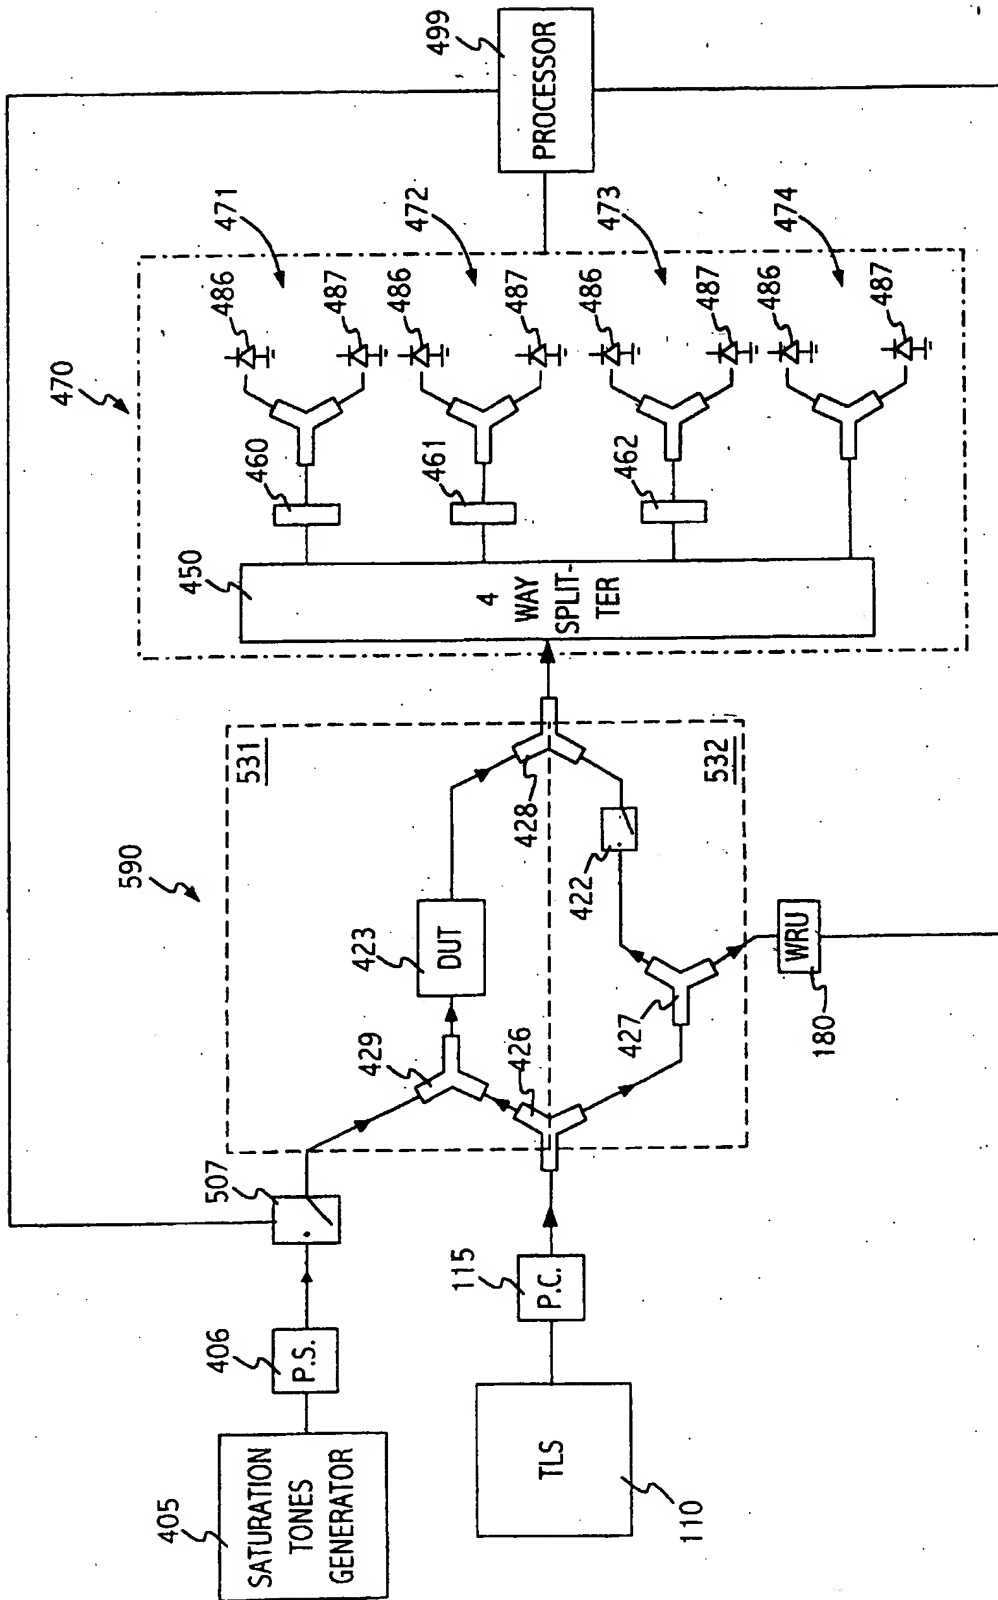 405
SATURATION
TONES
GENERATOR
406
P.S.
507
TLS
110
115
P.C.
590
531
532
429
426
423
DUT
427
428
422
WRU
180
470
450
4
WAY
SPLIT-
TER
460
461
462
471
486
487
472
486
487
473
486
487
474
486
487
499
PROCESSOR